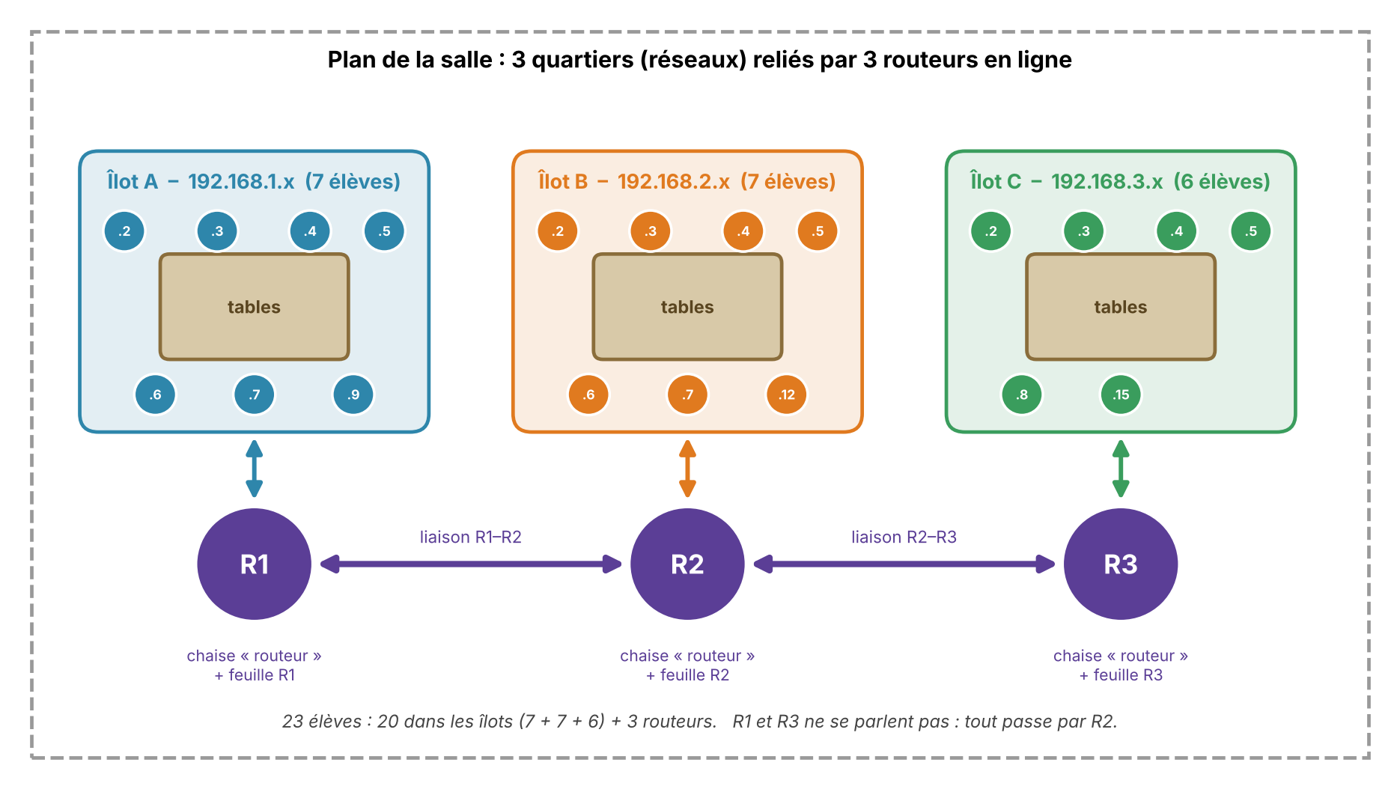 Plan de la salle : 3 quartiers (réseaux) reliés par 3 routeurs en ligne
Îlot A – 192.168.1.x (7 élèves)
.2 .3 .4 .5
tables
.6 .7 .9
Îlot B – 192.168.2.x (7 élèves)
.2 .3 .4 .5
tables
.6 .7 .12
Îlot C – 192.168.3.x (6 élèves)
.2 .3 .4 .5
tables
.8 .15
R1
liaison R1–R2
R2
liaison R2–R3
R3
chaise « routeur »
+ feuille R1
chaise « routeur »
+ feuille R2
chaise « routeur »
+ feuille R3
23 élèves : 20 dans les îlots (7 + 7 + 6) + 3 routeurs. R1 et R3 ne se parlent pas : tout passe par R2.